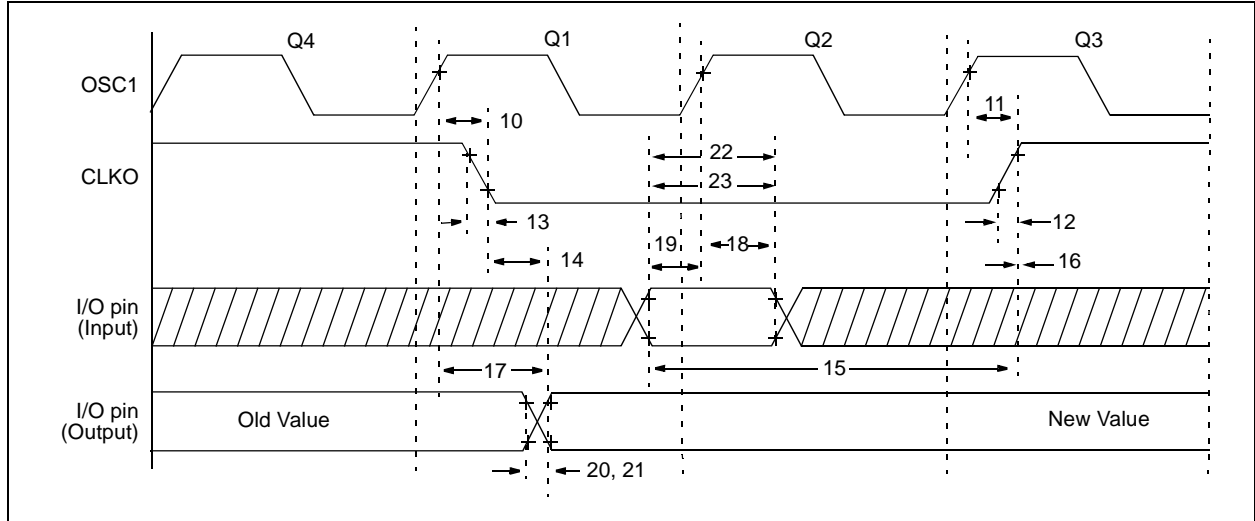 Q4
Q1
Q2
Q3
OSC1
11
10
22
CLKO
23
13
12
19
18
14
16
I/O pin
(Input)
17
15
I/O pin
(Output)
Old Value
New Value
20, 21